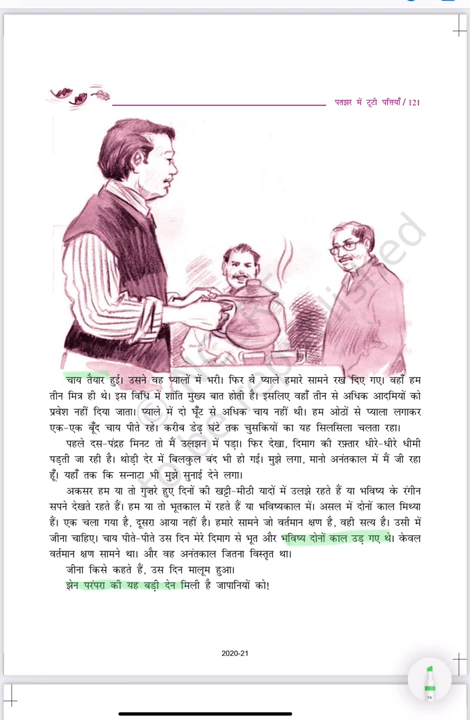 पतझर में टूटी पत्तियाँ / 121
चाय तैयार हुई। उसने वह प्यालों में भरी। फिर वे प्याले हमारे सामने रख दिए गए। वहाँ हम
तीन मित्र ही थे। इस विधि में शांति मुख्य बात होती है। इसलिए वहाँ तीन से अधिक आदमियों को
प्रवेश नहीं दिया जाता। प्याले में दो घूँट से अधिक चाय नहीं थी। हम ओठों से प्याला लगाकर
एक-एक बूँद चाय पीते रहे। करीब डेढ़ घंटे तक चुसकियों का यह सिलसिला चलता रहा।
पहले दस-पंद्रह मिनट तो मैं उलझन में पड़ा। फिर देखा, दिमाग की रफ़्तार धीरे-धीरे धीमी
पड़ती जा रही है। थोड़ी देर में बिलकुल बंद भी हो गई। मुझे लगा, मानो अनंतकाल में मैं जी रहा
हूँ। यहाँ तक कि सन्नाटा भी मुझे सुनाई देने लगा।
अकसर हम या तो गुज़रे हुए दिनों की खट्टी-मीठी यादों में उलझे रहते हैं या भविष्य के रंगीन
सपने देखते रहते हैं। हम या तो भूतकाल में रहते हैं या भविष्यकाल में। असल में दोनों काल मिथ्या
हैं। एक चला गया है, दूसरा आया नहीं है। हमारे सामने जो वर्तमान क्षण है, वही सत्य है। उसी में
जीना चाहिए। चाय पीते-पीते उस दिन मेरे दिमाग से भूत और भविष्य दोनों काल उड़ गए थे। केवल
वर्तमान क्षण सामने था। और वह अनंतकाल जितना विस्तृत था।
जीना किसे कहते हैं, उस दिन मालूम हुआ।
झेन परंपरा की यह बड़ी देन मिली है जापानियों को!
2020-21